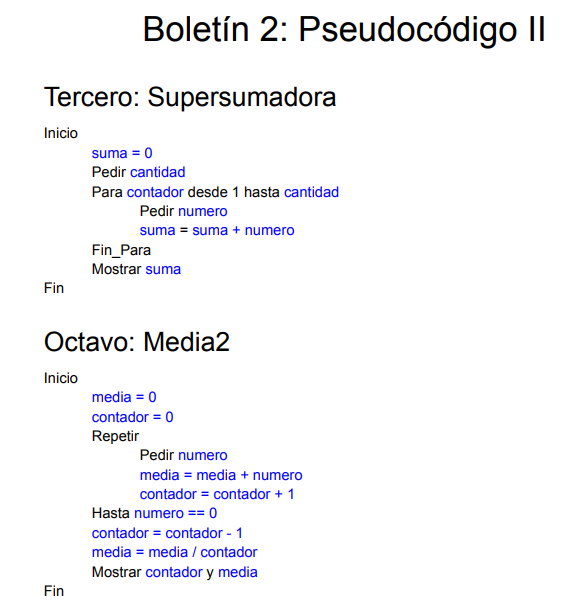 Boletín 2: Pseudocódigo II
Tercero: Supersumadora
Inicio
suma = 0
Pedir cantidad
Para contador desde 1 hasta cantidad
Pedir numero
suma = suma + numero
Fin_Para
Mostrar suma
Fin
Octavo: Media2
Inicio
media = 0
contador = 0
Repetir
Pedir numero
media = media + numero
contador = contador + 1
Hasta numero == 0
contador = contador - 1
media = media / contador
Mostrar contador y media
Fin